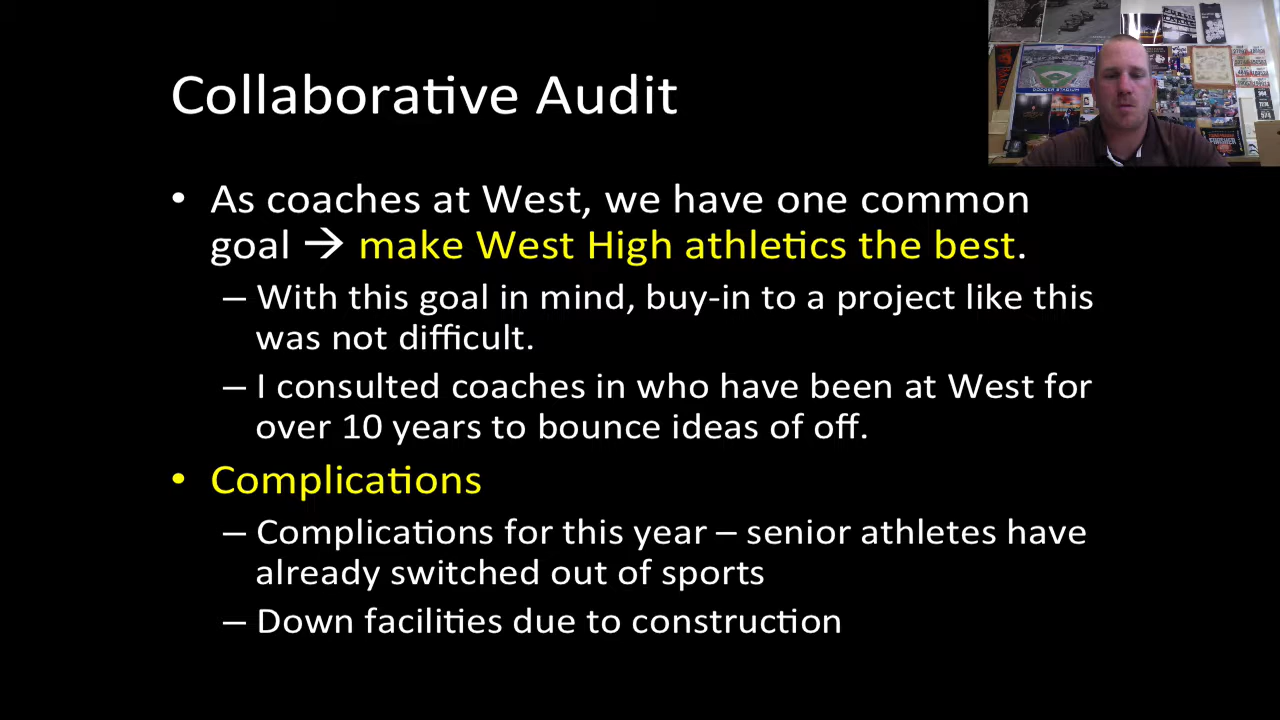 Collaborative Audit
• As coaches at West, we have one common
goal → make West High athletics the best.
– With this goal in mind, buy-in to a project like this
was not difficult.
– I consulted coaches in who have been at West for
over 10 years to bounce ideas of off.
• Complications
– Complications for this year – senior athletes have
already switched out of sports
– Down facilities due to construction
DODGER STADIUM